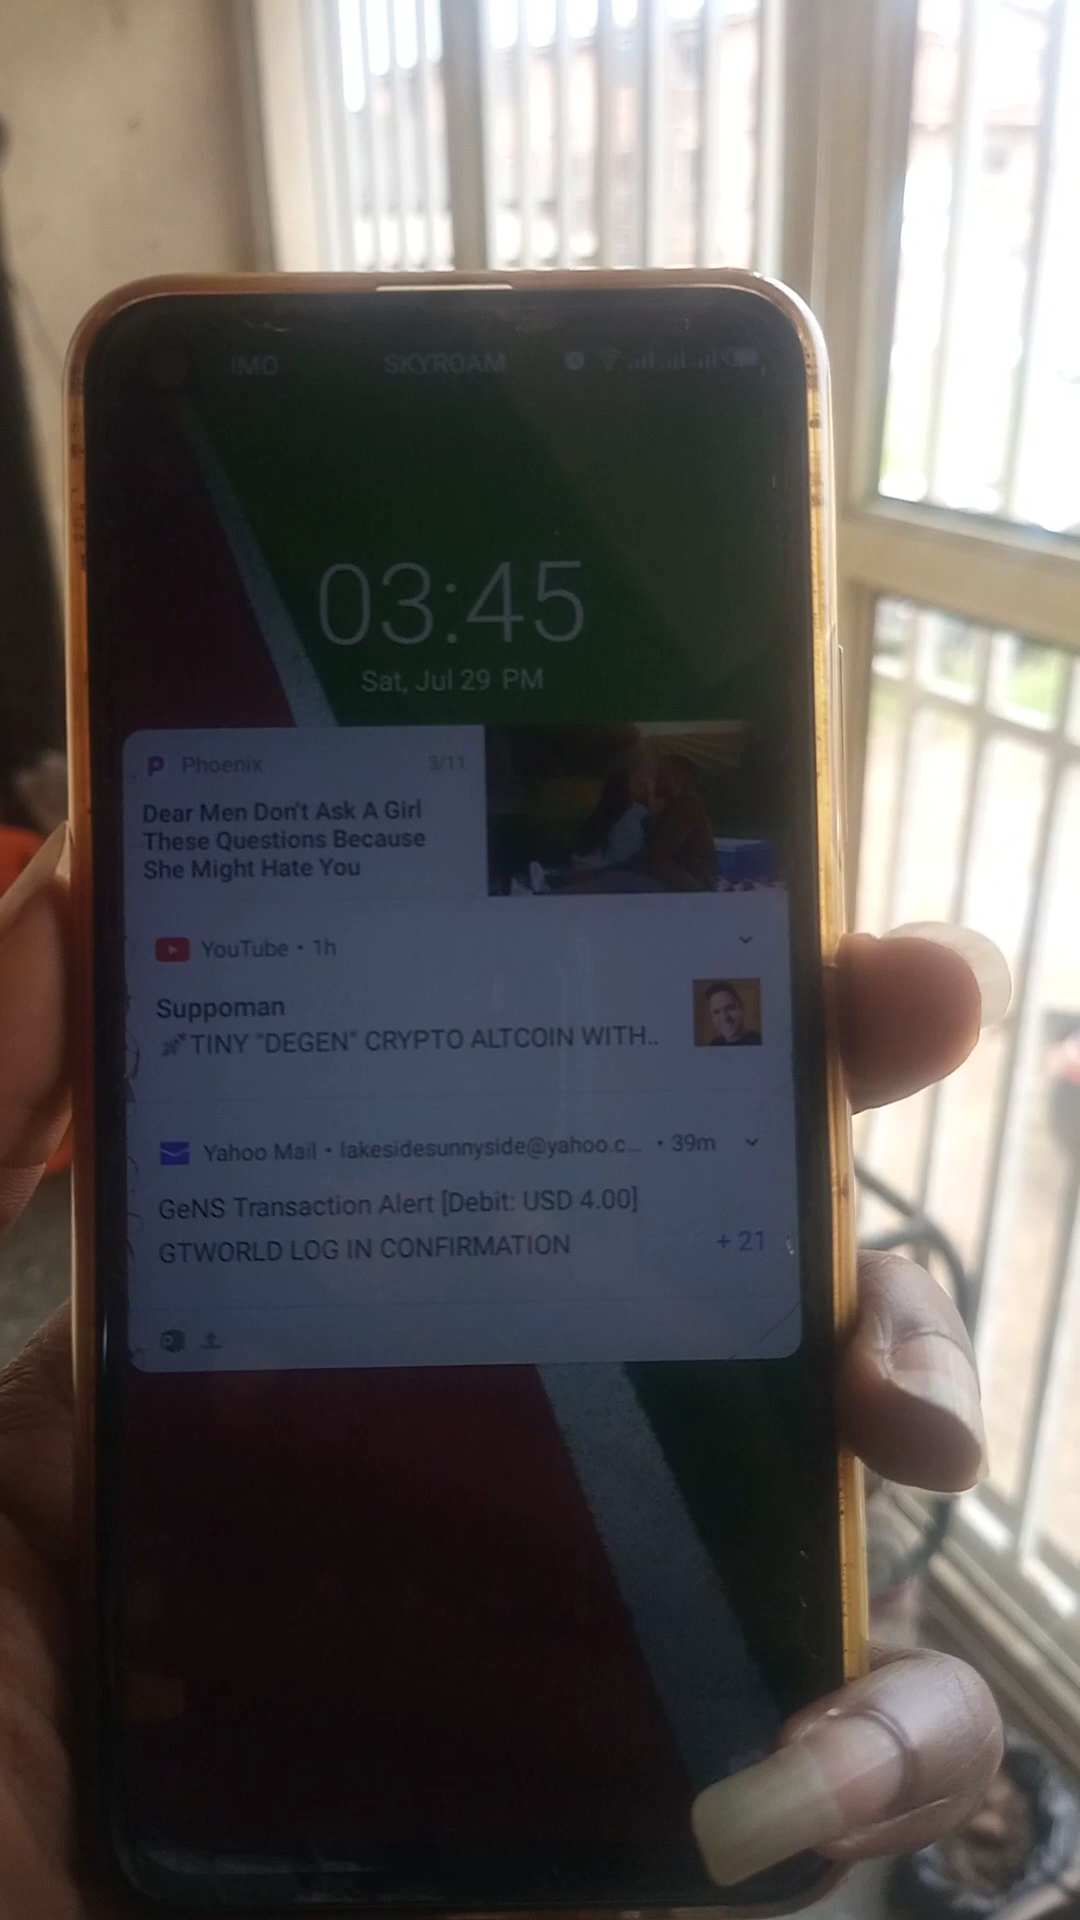 IMO SKYROAM
03:45
Sat, Jul 29 PM
Phoenix 3/11
Dear Men Don't Ask A Girl
These Questions Because
She Might Hate You
YouTube • 1h
Suppoman
🚀TINY "DEGEN" CRYPTO ALTCOIN WITH..
Yahoo Mail • lakesidesunnyside@yahoo.c... • 39m
GeNS Transaction Alert [Debit: USD 4.00]
GTWORLD LOG IN CONFIRMATION +21